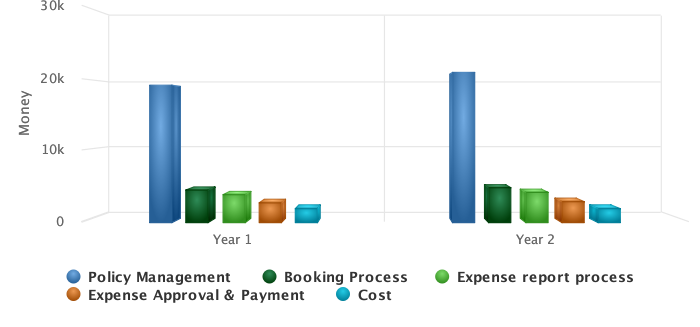 30k
20k
10k
0
Money
Year 1 Year 2
Policy Management Booking Process Expense report process
Expense Approval & Payment Cost